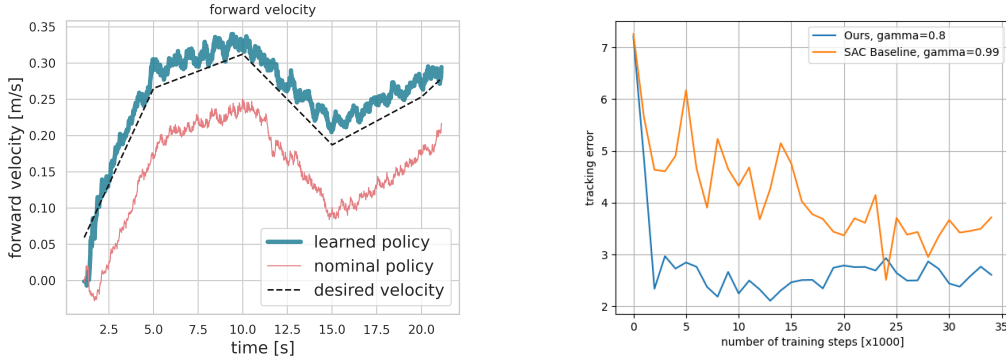 forward velocity
forward velocity [m/s]
0.35
0.30
0.25
0.20
0.15
0.10
0.05
0.00
learned policy
nominal policy
desired velocity
2.5 5.0 7.5 10.0 12.5 15.0 17.5 20.0
time [s]
tracking error
7
6
5
4
3
2
Ours, gamma=0.8
SAC Baseline, gamma=0.99
0 5 10 15 20 25 30 35
number of training steps [x1000]